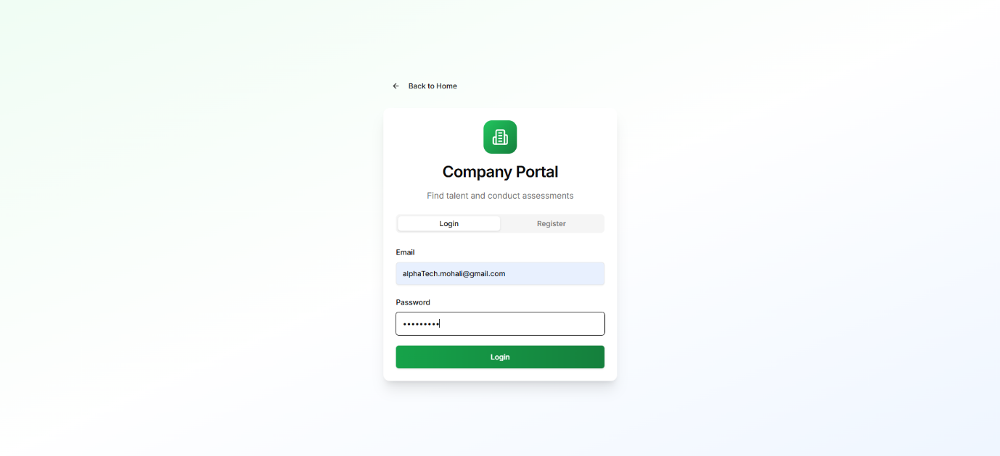 Back to Home
Company Portal
Find talent and conduct assessments
Login Register
Email
alphaTech.mohali@gmail.com
Password
•••••••••
Login